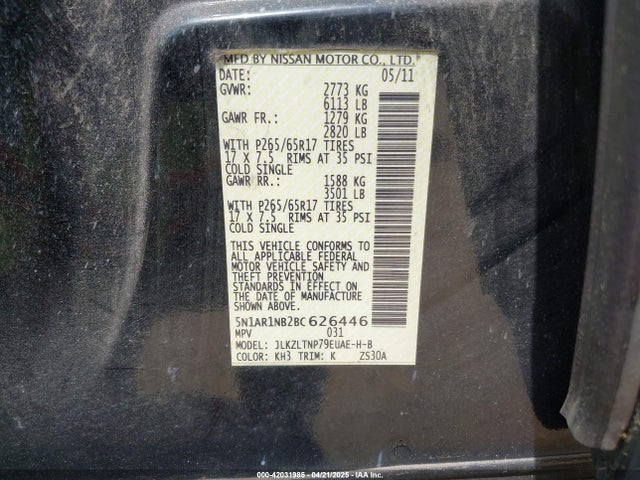 MFD BY NISSAN MOTOR CO., LTD.
DATE: 05/11
GVWR: 2773 KG
6113 LB
GAWR FR.: 1279 KG
2820 LB
WITH P265/65R17 TIRES
17 X 7.5 RIMS AT 35 PSI
COLD SINGLE
GAWR RR.: 1588 KG
3501 LB
WITH P265/65R17 TIRES
17 X 7.5 RIMS AT 35 PSI
COLD SINGLE
THIS VEHICLE CONFORMS TO
ALL APPLICABLE FEDERAL
MOTOR VEHICLE SAFETY AND
THEFT PREVENTION
STANDARDS IN EFFECT ON
THE DATE OF MANUFACTURE
SHOWN ABOVE.
5N1AR1NB2BC626446
MPV 031
MODEL: JLKZLTNP79EUAE-H-B
COLOR: KH3 TRIM: K ZS30A
000-42031985 04/21/2025 - IAA Inc.